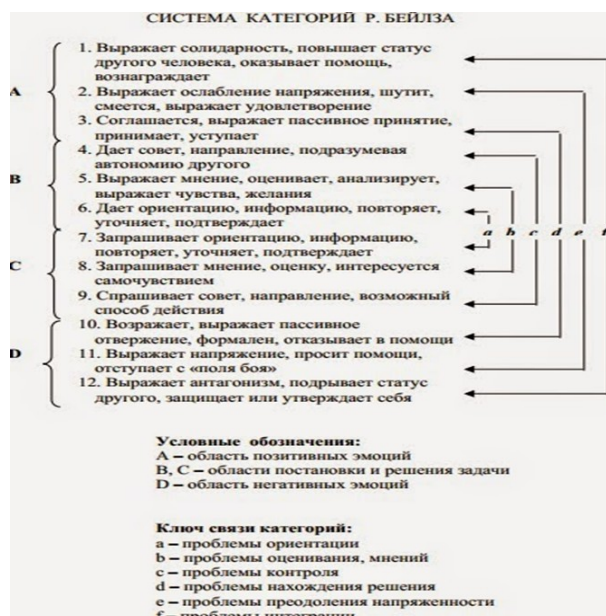 СИСТЕМА КАТЕГОРИЙ Р. БЕЙЛЗА
1. Выражает солидарность, повышает статус
другого человека, оказывает помощь,
вознаграждает
A
2. Выражает ослабление напряжения, шутит,
смеется, выражает удовлетворение
3. Соглашается, выражает пассивное принятие,
принимает, уступает
4. Дает совет, направление, подразумевая
автономию другого
B
5. Выражает мнение, оценивает, анализирует,
выражает чувства, желания
6. Дает ориентацию, информацию, повторяет,
уточняет, подтверждает
a b c d e f
7. Запрашивает ориентацию, информацию,
повторяет, уточняет, подтверждает
C
8. Запрашивает мнение, оценку, интересуется
самочувствием
9. Спрашивает совет, направление, возможный
способ действия
10. Возражает, выражает пассивное
отвержение, формален, отказывает в помощи
D
11. Выражает напряжение, просит помощи,
отступает с «поля боя»
12. Выражает антагонизм, подрывает статус
другого, защищает или утверждает себя
Условные обозначения:
A – область позитивных эмоций
B, C – области постановки и решения задачи
D – область негативных эмоций
Ключ связи категорий:
a – проблемы ориентации
b – проблемы оценивания, мнений
c – проблемы контроля
d – проблемы нахождения решения
e – проблемы преодоления напряженности
f – проблемы интеграции